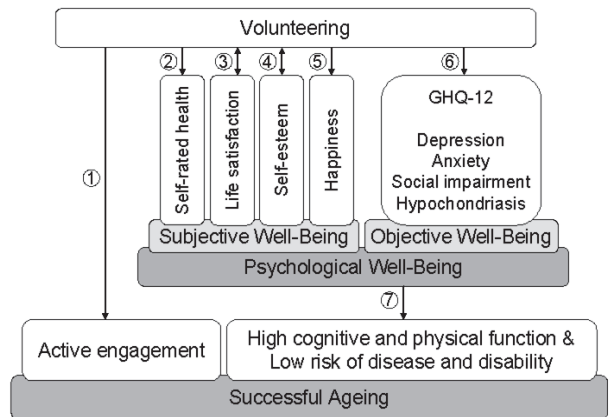 Volunteering
① ② ③ ④ ⑤ ⑥
Self-rated health
Life satisfaction
Self-esteem
Happiness
GHQ-12
Depression
Anxiety
Social impairment
Hypochondriasis
Subjective Well-Being
Objective Well-Being
Psychological Well-Being
⑦
Active engagement
High cognitive and physical function &
Low risk of disease and disability
Successful Ageing